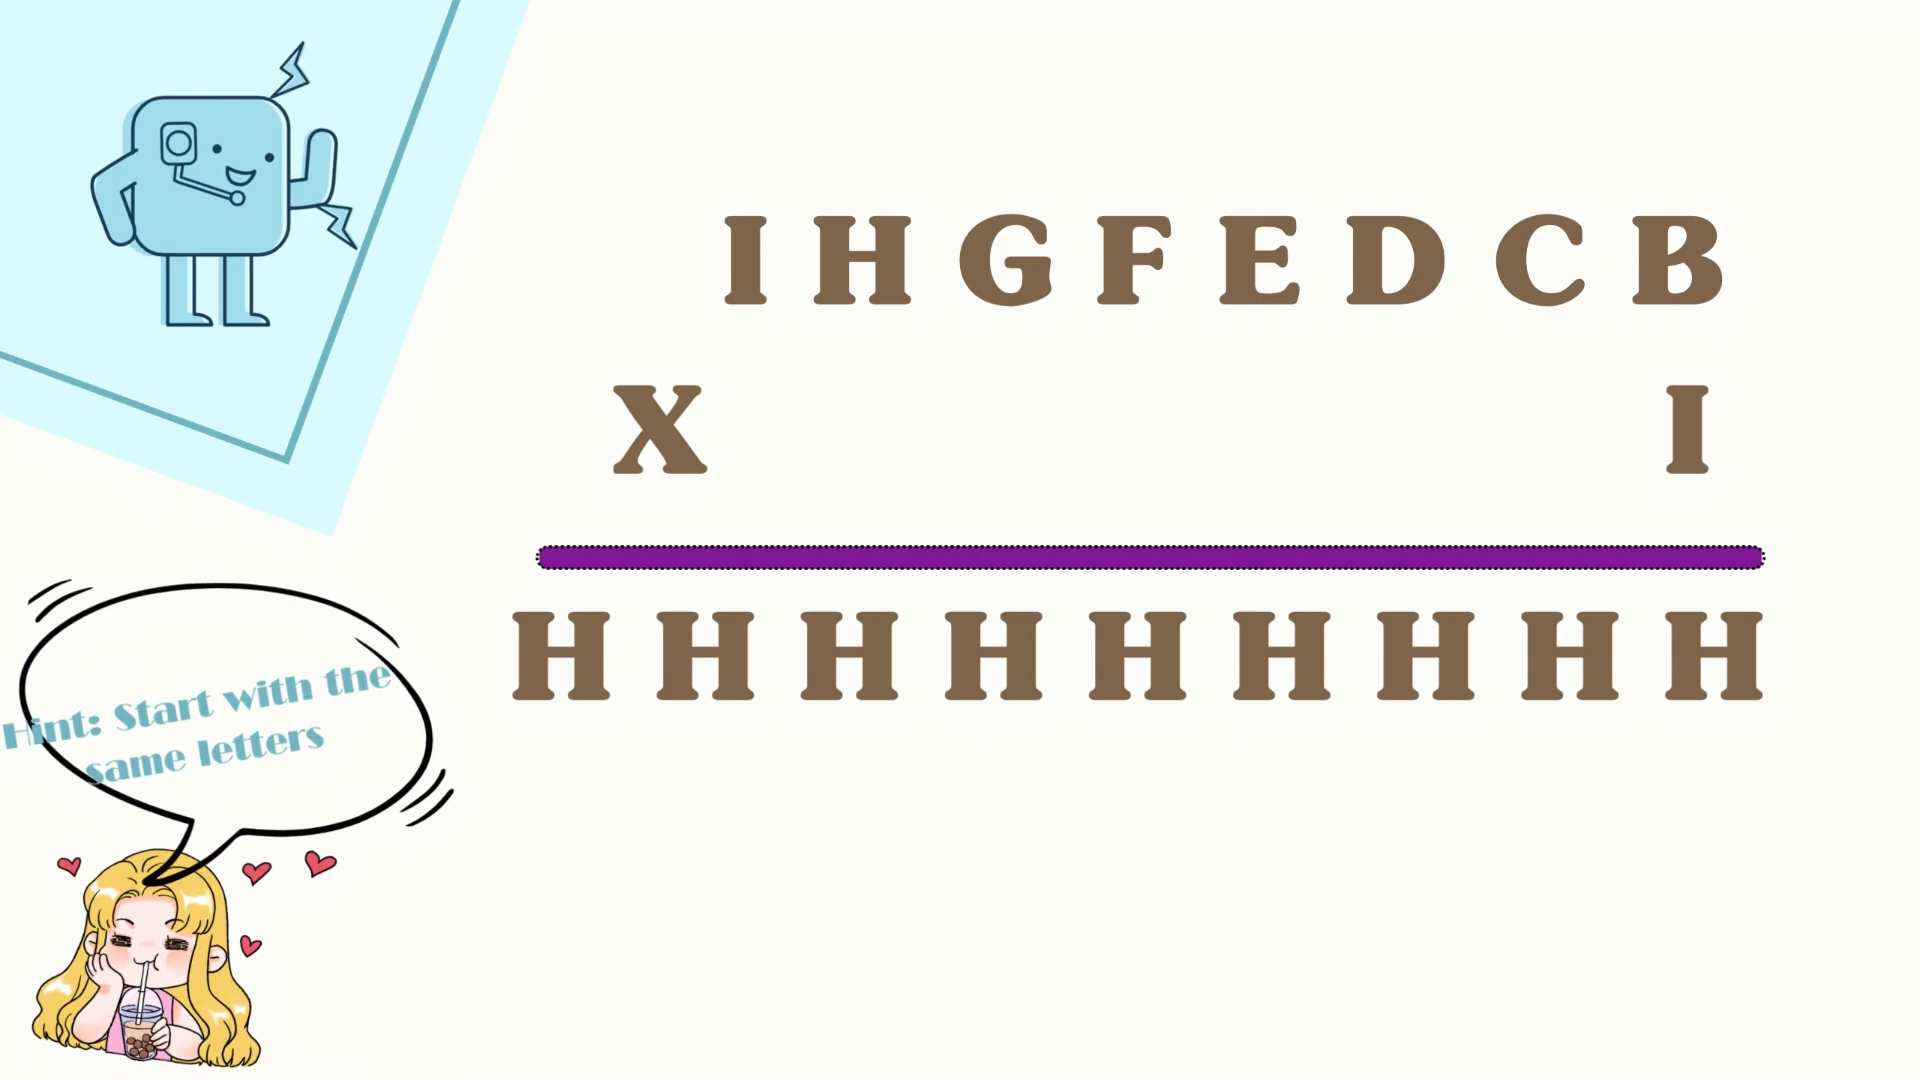 I H G F E D C B
X I
H H H H H H H H H
Hint: Start with the
same letters